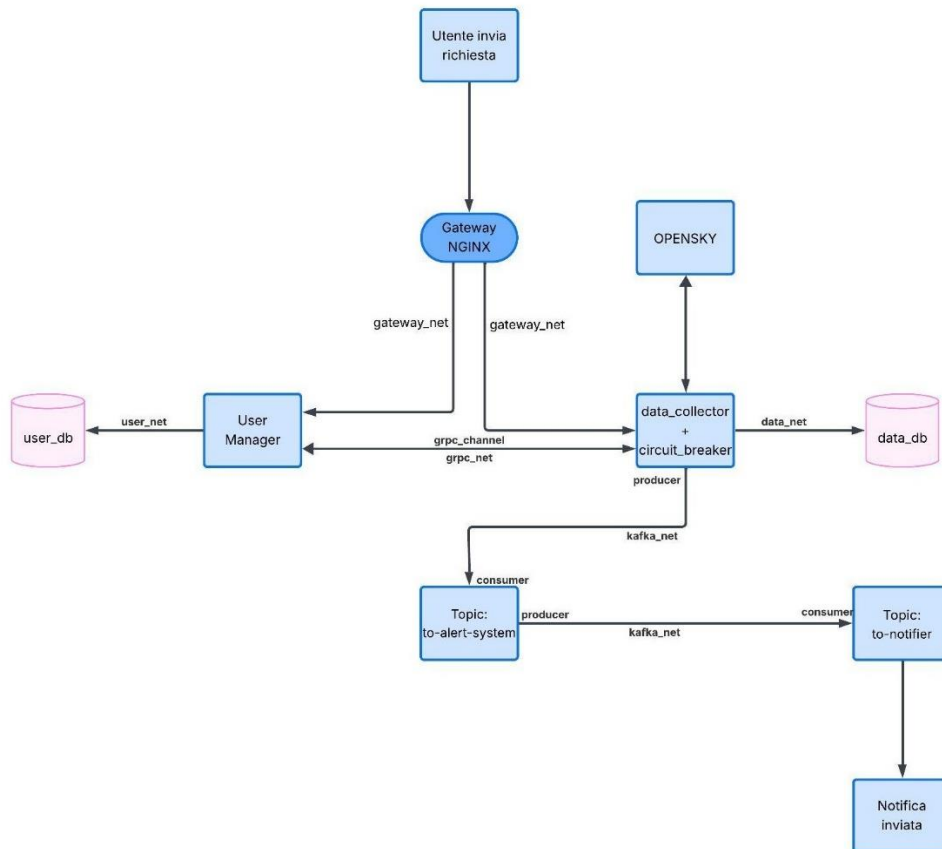 Utente invia
richiesta
Gateway
NGINX
OPENSKY
gateway_net
gateway_net
user_db
user_net
User
Manager
grpc_channel
grpc_net
data_collector
+
circuit_breaker
data_net
data_db
producer
kafka_net
consumer
Topic:
to-alert-system
producer
kafka_net
consumer
Topic:
to-notifier
Notifica
inviata